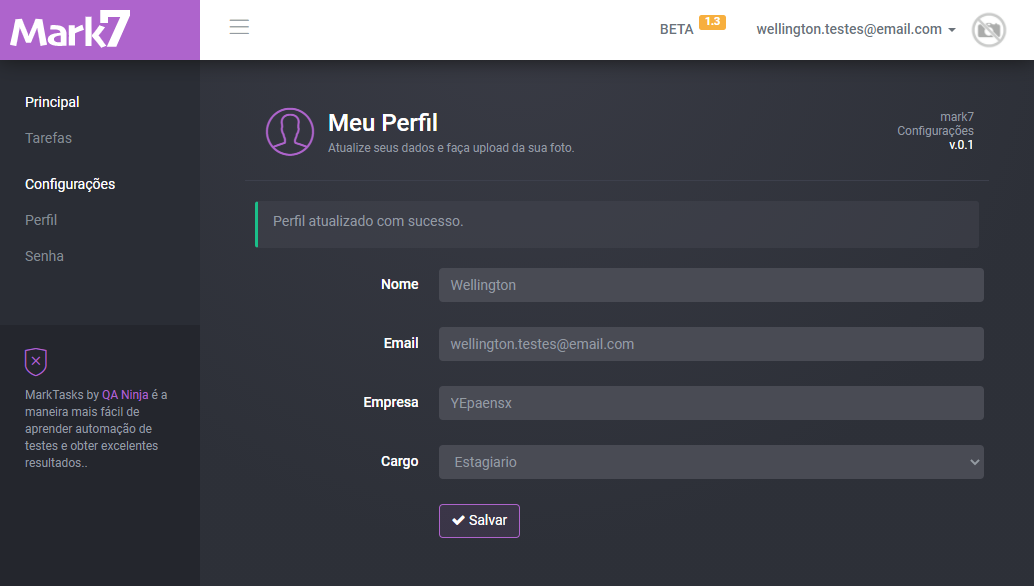 Mark7
BETA 1.3
wellington.testes@email.com
Principal
Tarefas
Configurações
Perfil
Senha
MarkTasks by QA Ninja é a
maneira mais fácil de
aprender automação de
testes e obter excelentes
resultados..
Meu Perfil
Atualize seus dados e faça upload da sua foto.
mark7
Configurações
v.0.1
Perfil atualizado com sucesso.
Nome Wellington
Email wellington.testes@email.com
Empresa YEpaensx
Cargo Estagiario
Salvar